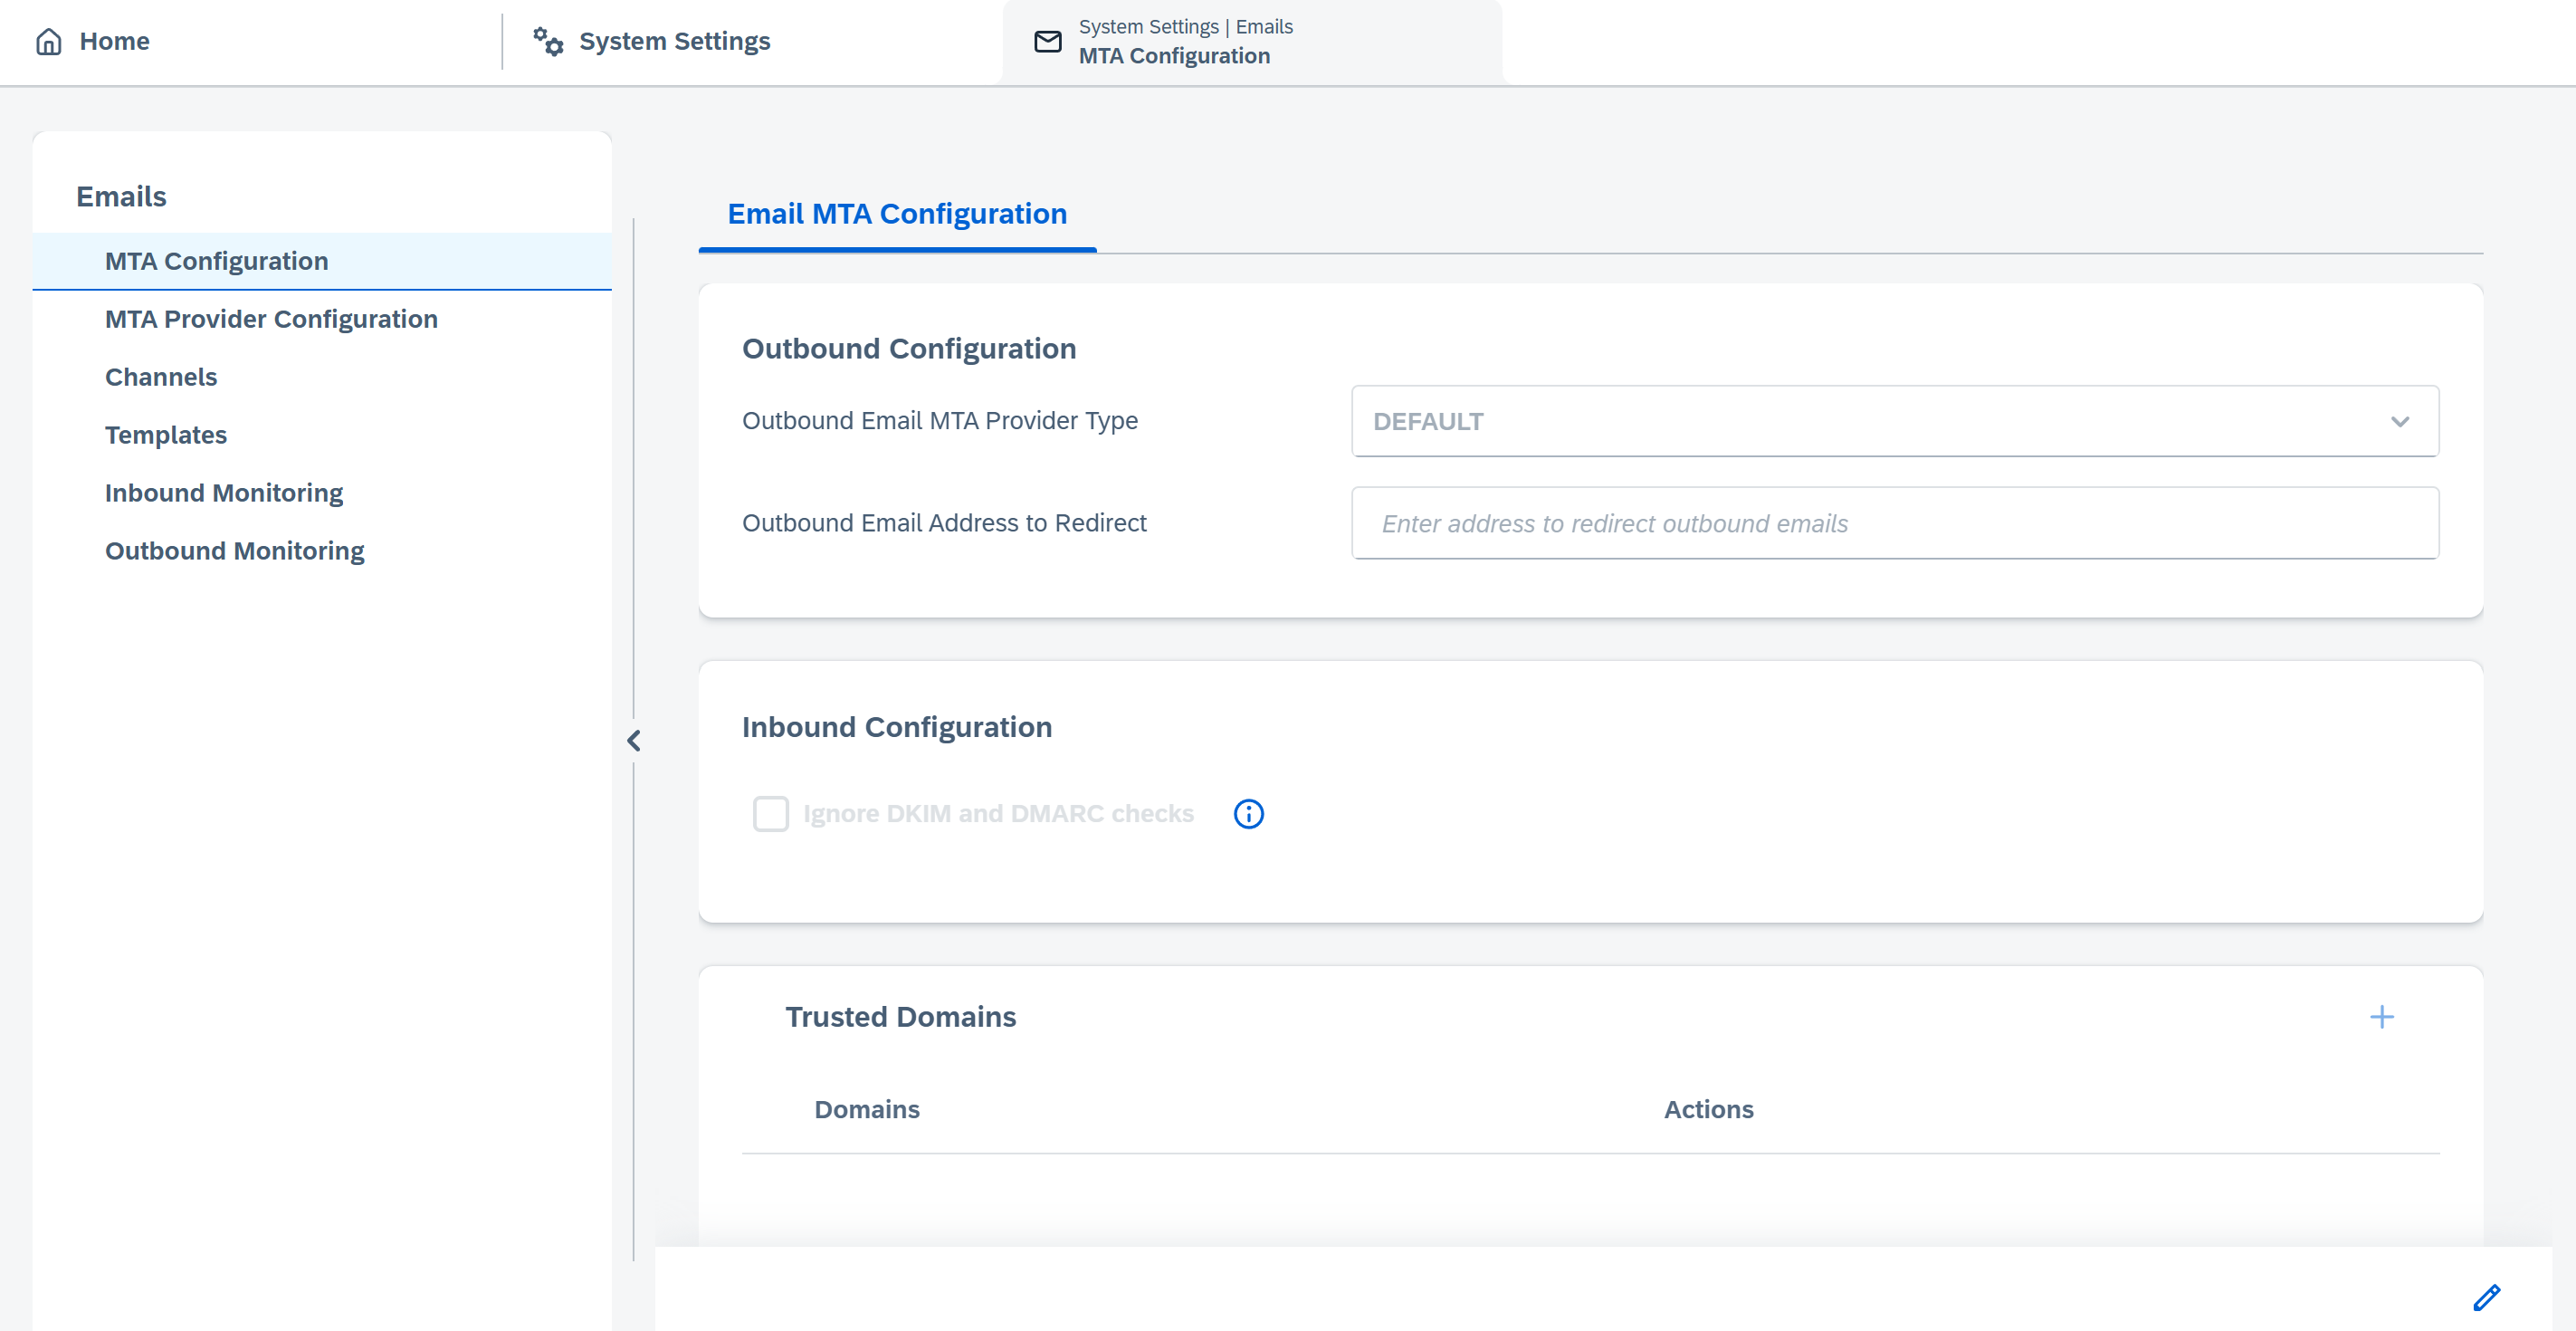 Home
System Settings
System Settings | Emails
MTA Configuration
Emails
MTA Configuration
MTA Provider Configuration
Channels
Templates
Inbound Monitoring
Outbound Monitoring
Email MTA Configuration
Outbound Configuration
Outbound Email MTA Provider Type
DEFAULT
Outbound Email Address to Redirect
Enter address to redirect outbound emails
Inbound Configuration
Ignore DKIM and DMARC checks
Trusted Domains
Domains
Actions